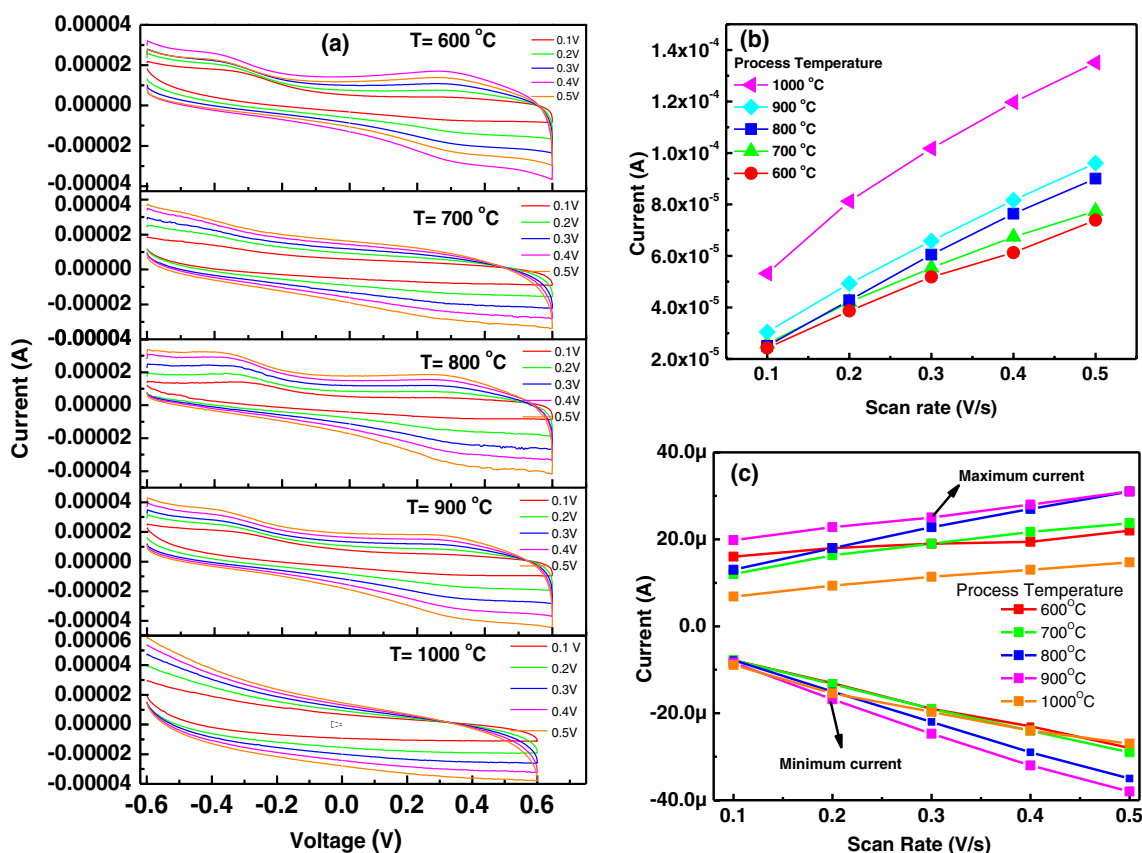 (a)
T= 600 °C
0.1V
0.2V
0.3V
0.4V
0.5V
0.00004
0.00002
0.00000
-0.00002
-0.00004
T= 700 °C
0.1V
0.2V
0.3V
0.4V
0.5V
0.00004
0.00002
0.00000
-0.00002
-0.00004
T= 800 °C
0.1V
0.2V
0.3V
0.4V
0.5V
0.00004
0.00002
0.00000
-0.00002
-0.00004
T= 900 °C
0.1V
0.2V
0.3V
0.4V
0.5V
0.00004
0.00002
0.00000
-0.00002
-0.00004
T= 1000 °C
0.1 V
0.2V
0.3V
0.4V
0.5V
0.00006
0.00004
0.00002
0.00000
-0.00002
-0.00004
-0.6 -0.4 -0.2 0.0 0.2 0.4 0.6
Voltage (V)
Current (A)
(b)
Process Temperature
1000 °C
900 °C
800 °C
700 °C
600 °C
1.4x10⁻⁴
1.2x10⁻⁴
1.0x10⁻⁴
8.0x10⁻⁵
6.0x10⁻⁵
4.0x10⁻⁵
2.0x10⁻⁵
0.1 0.2 0.3 0.4 0.5
Scan rate (V/s)
Current (A)
(c)
Maximum current
Process Temperature
600°C
700°C
800°C
900°C
1000°C
Minimum current
40.0μ
20.0μ
0.0
-20.0μ
-40.0μ
0.1 0.2 0.3 0.4 0.5
Scan Rate (V/s)
Current (A)